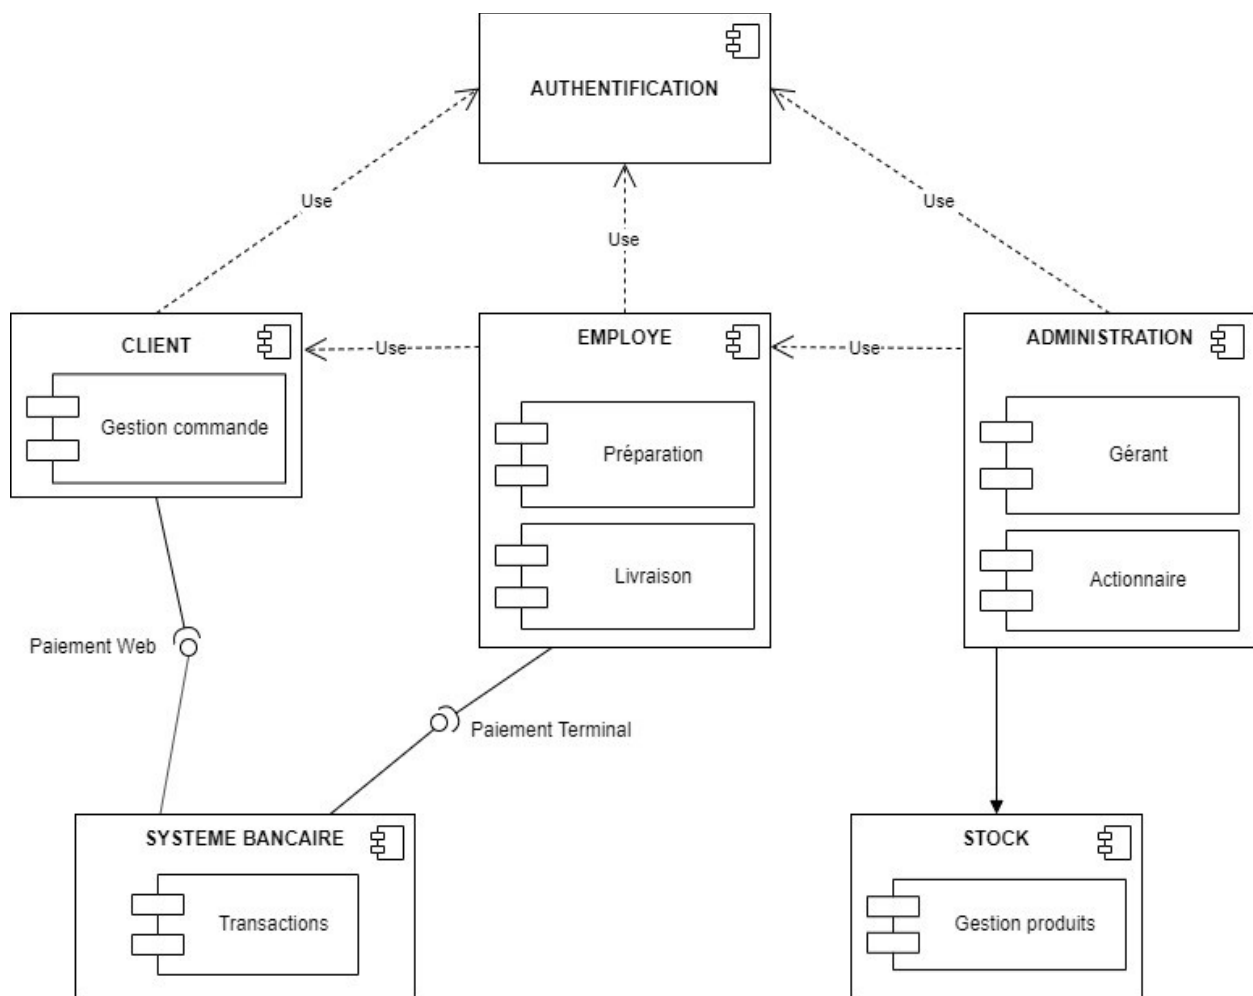 AUTHENTIFICATION
Use
Use
Use
CLIENT
EMPLOYE
ADMINISTRATION
Use
Use
Gestion commande
Préparation
Gérant
Livraison
Actionnaire
Paiement Web
Paiement Terminal
SYSTEME BANCAIRE
STOCK
Transactions
Gestion produits